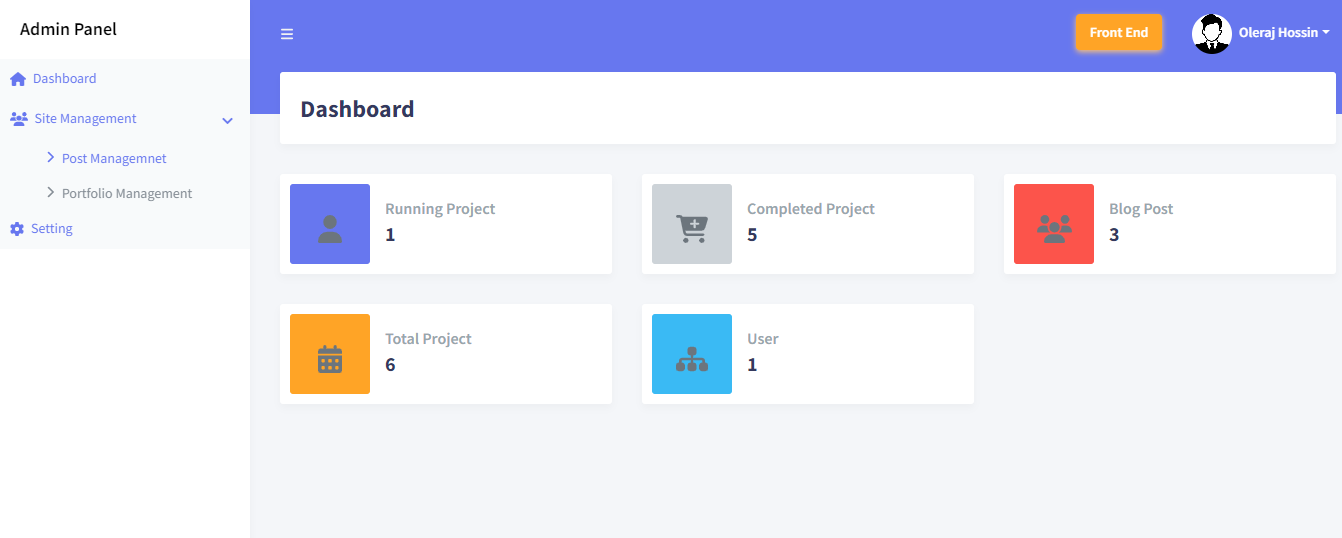 Admin Panel
Front End
Oleraj Hossin
Dashboard
Site Management
Post Managemnet
Portfolio Management
Setting
Dashboard
Running Project
1
Completed Project
5
Blog Post
3
Total Project
6
User
1